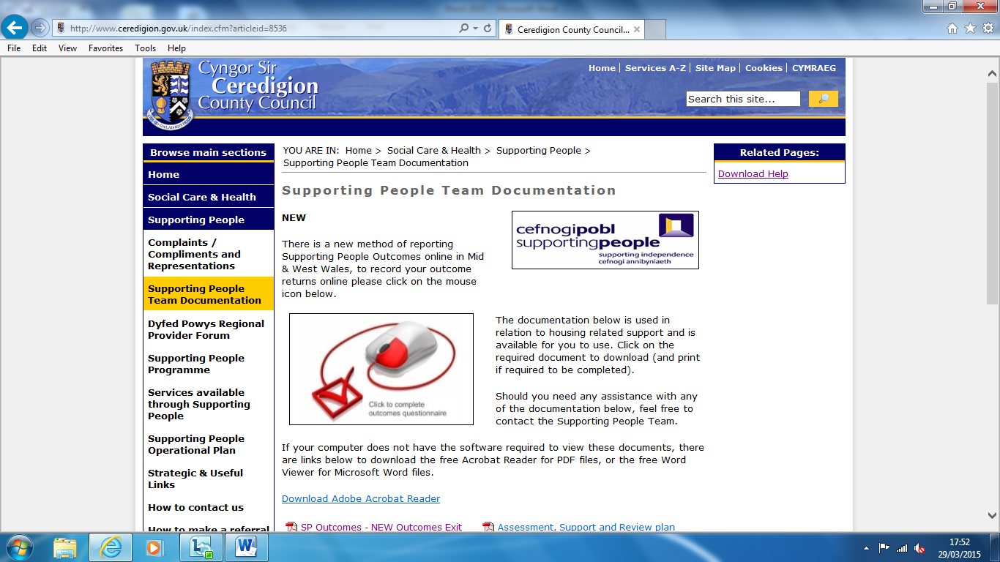 http://www.ceredigion.gov.uk/index.cfm?articleid=8536
Ceredigion County Council...
File Edit View Favorites Tools Help
Cyngor Sir
Ceredigion
County Council
Home Services A-Z Site Map Cookies CYMRAEG
Search this site...
Browse main sections
Home
Social Care & Health
Supporting People
Complaints /
Compliments and
Representations
Supporting People
Team Documentation
Dyfed Powys Regional
Provider Forum
Supporting People
Programme
Services available
through Supporting
People
Supporting People
Operational Plan
Strategic & Useful
Links
How to contact us
How to make a referral
YOU ARE IN: Home > Social Care & Health > Supporting People >
Supporting People Team Documentation
Supporting People Team Documentation
NEW
There is a new method of reporting
Supporting People Outcomes online in Mid
& West Wales, to record your outcome
returns online please click on the mouse
icon below.
cefnogipobl
supportingpeople
supporting independence
cefnogi annibyniaeth
Click to complete
outcomes questionnaire
The documentation below is used in
relation to housing related support and is
available for you to use. Click on the
required document to download (and print
if required to be completed).
Should you need any assistance with any
of the documentation below, feel free to
contact the Supporting People Team.
If your computer does not have the software required to view these documents, there
are links below to download the free Acrobat Reader for PDF files, or the free Word
Viewer for Microsoft Word files.
Download Adobe Acrobat Reader
SP Outcomes - NEW Outcomes Exit
Assessment, Support and Review plan
Related Pages:
Download Help
17:52
29/03/2015